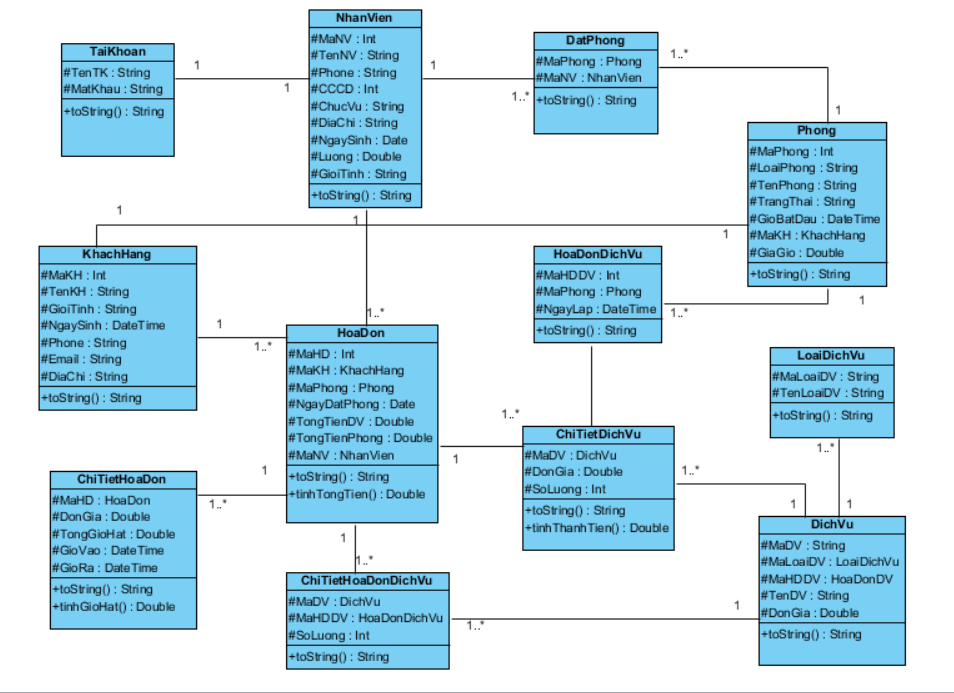 TaiKhoan
#TenTK : String
#MatKhau : String
+toString() : String
1
1
NhanVien
#MaNV : Int
#TenNV : String
#Phone : String
#CCCD : Int
#ChucVu : String
#DiaChi : String
#NgaySinh : Date
#Luong : Double
#GioiTinh : String
+toString() : String
1
1..*
DatPhong
#MaPhong : Phong
#MaNV : NhanVien
+toString() : String
1..*
1
Phong
#MaPhong : Int
#LoaiPhong : String
#TenPhong : String
#TrangThai : String
#GioBatDau : DateTime
#MaKH : KhachHang
#GiaGio : Double
+toString() : String
1
1
1
1
KhachHang
#MaKH : Int
#TenKH : String
#GioiTinh : String
#NgaySinh : DateTime
#Phone : String
#Email : String
#DiaChi : String
+toString() : String
1
1..*
1..*
HoaDon
#MaHD : Int
#MaKH : KhachHang
#MaPhong : Phong
#NgayDatPhong : Date
#TongTienDV : Double
#TongTienPhong : Double
#MaNV : NhanVien
+toString() : String
+tinhTongTien() : Double
HoaDonDichVu
#MaHDDV : Int
#MaPhong : Phong
#NgayLap : DateTime
+toString() : String
1..*
LoaiDichVu
#MaLoaiDV : String
#TenLoaiDV : String
+toString() : String
1..*
1
1..*
1
ChiTietDichVu
#MaDV : DichVu
#DonGia : Double
#SoLuong : Int
+toString() : String
+tinhThanhTien() : Double
1..*
1
ChiTietHoaDon
#MaHD : HoaDon
#DonGia : Double
#TongGioHat : Double
#GioVao : DateTime
#GioRa : DateTime
+toString() : String
+tinhGioHat() : Double
1
1..*
1
1..*
ChiTietHoaDonDichVu
#MaDV : DichVu
#MaHDDV : HoaDonDichVu
#SoLuong : Int
+toString() : String
1..*
1
DichVu
#MaDV : String
#MaLoaiDV : LoaiDichVu
#MaHDDV : HoaDonDV
#TenDV : String
#DonGia : Double
+toString() : String